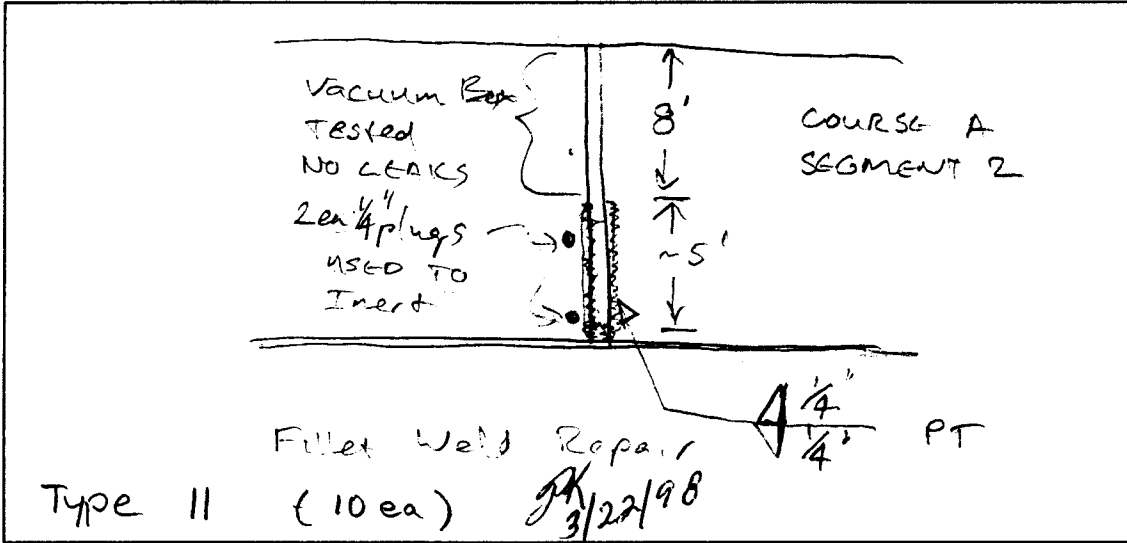 Vacuum Box
Tested
NO LEAKS
2ea 1/4" plugs
USED TO
Inert
8'
~5'
COURSE A
SEGMENT 2
1/4"
1/4"
PT
Fillet Weld Repair
Type II (10 ea)
3/22/98